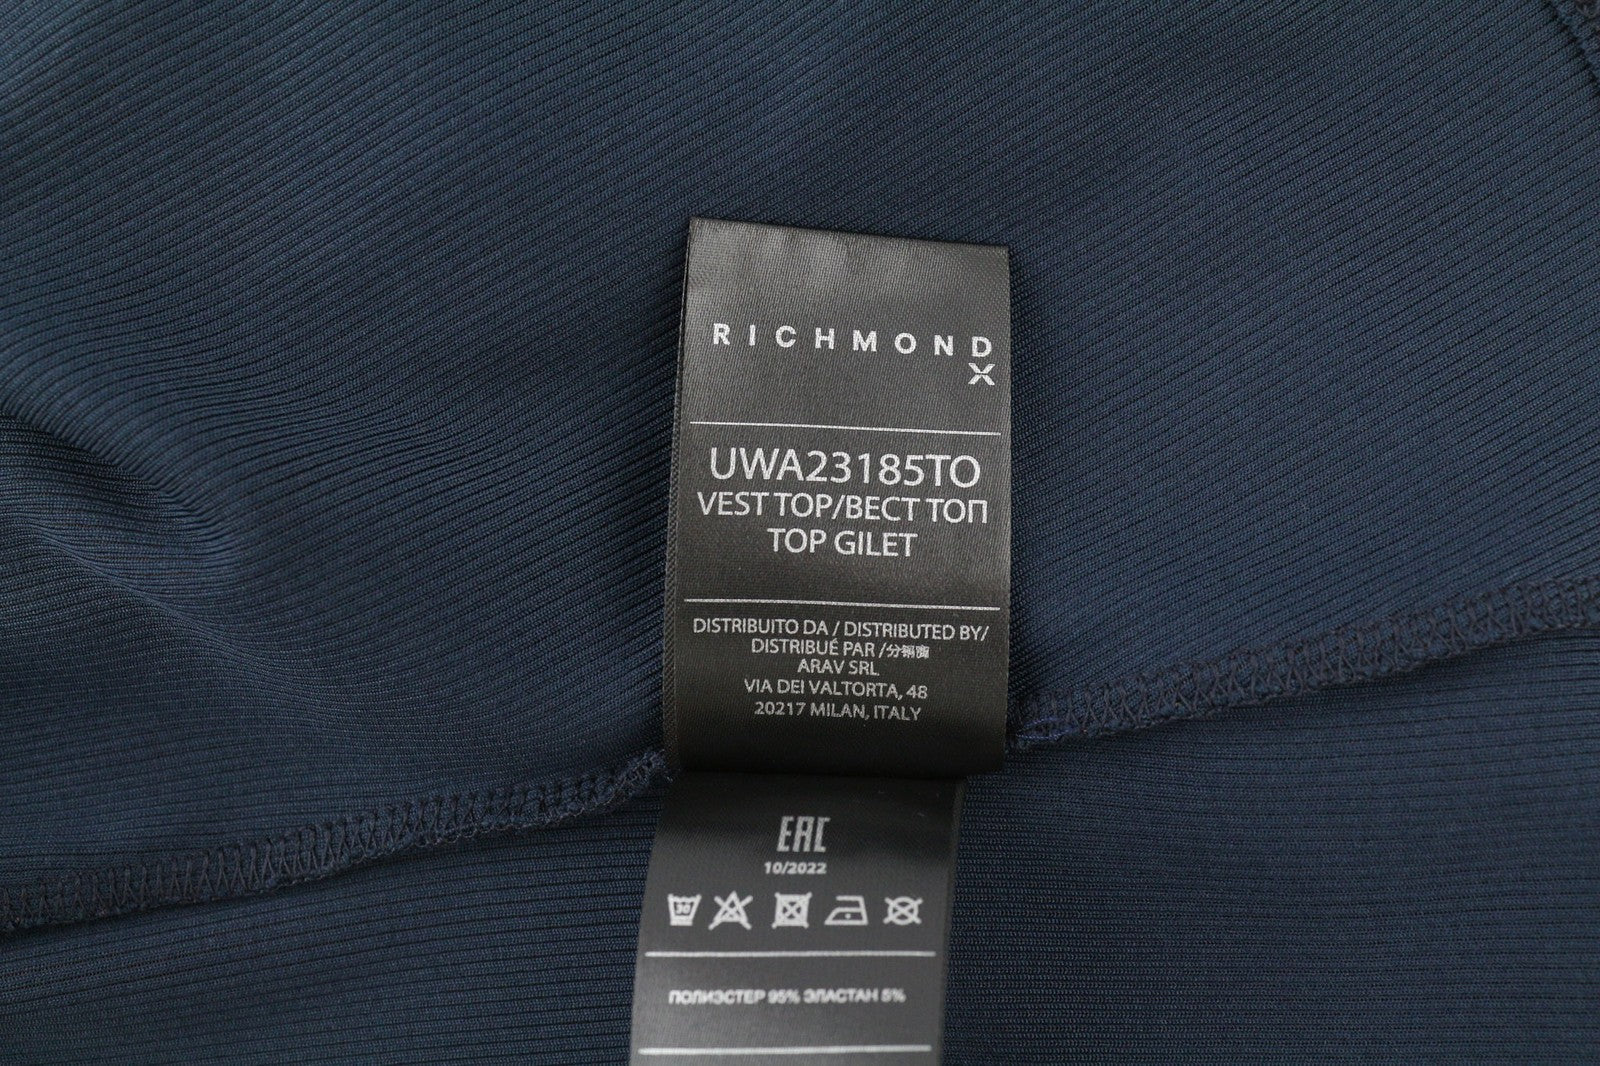 RICHMOND
X
UWA23185TO
VEST TOP/ВЕСТ ТОП
TOP GILET
DISTRIBUITO DA / DISTRIBUTED BY/
DISTRIBUÉ PAR /分销商
ARAV SRL
VIA DEI VALTORTA, 48
20217 MILAN, ITALY
EAC
10/2022
30
ПОЛИЭСТЕР 95% ЭЛАСТАН 5%